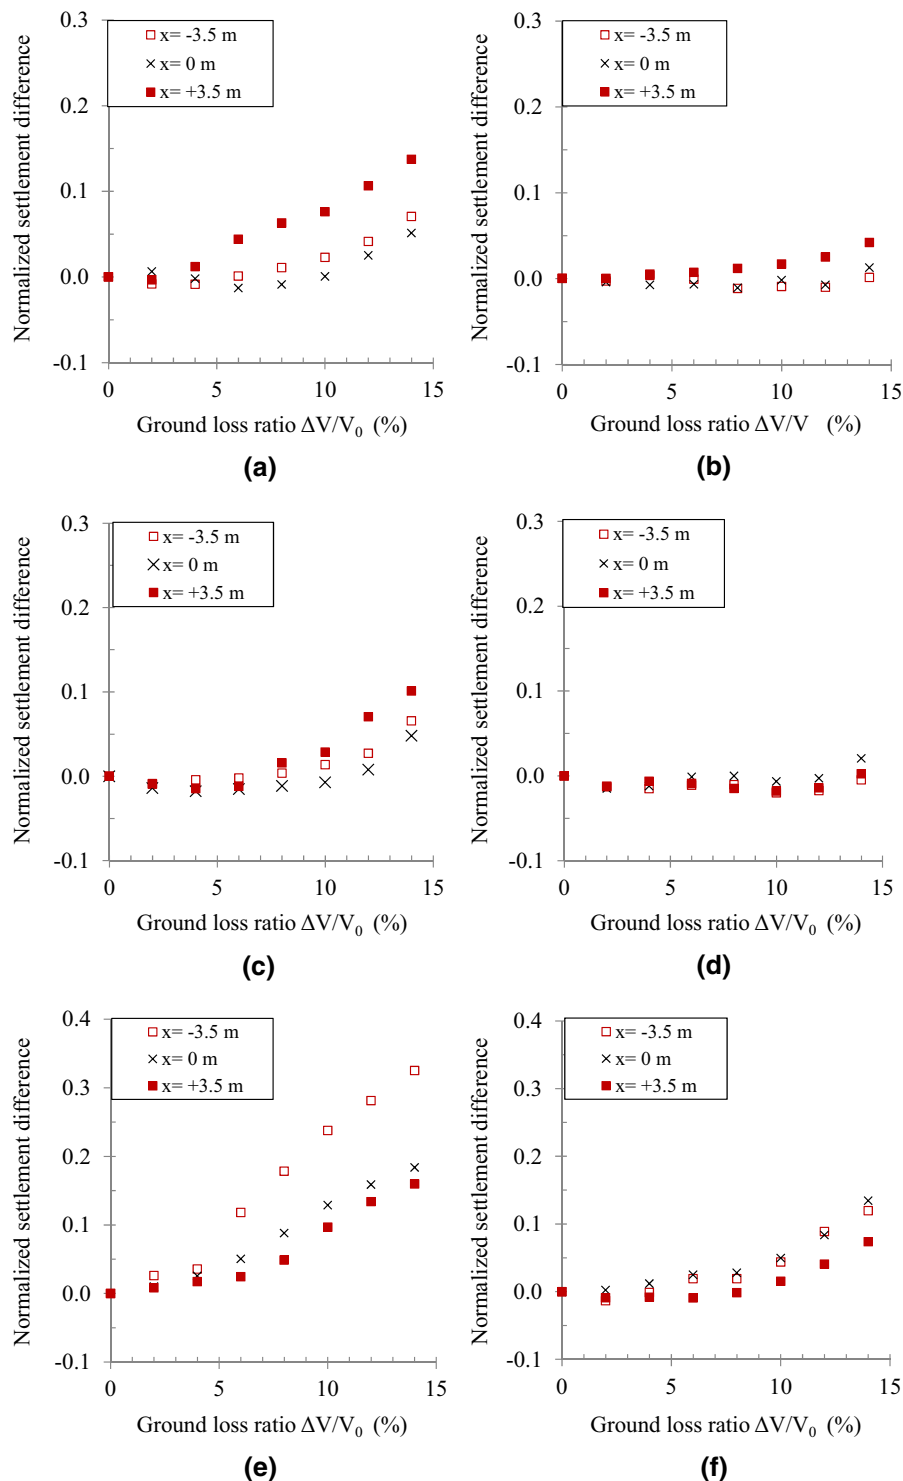 Normalized settlement difference
0.3
0.2
0.1
0.0
-0.1
x= -3.5 m
x= 0 m
x= +3.5 m
0 5 10 15
Ground loss ratio ΔV/V₀ (%)
(a)
Normalized settlement difference
0.3
0.2
0.1
0.0
-0.1
x= -3.5 m
x= 0 m
x= +3.5 m
0 5 10 15
Ground loss ratio ΔV/V (%)
(b)
Normalized settlement difference
0.3
0.2
0.1
0.0
-0.1
x= -3.5 m
x= 0 m
x= +3.5 m
0 5 10 15
Ground loss ratio ΔV/V₀ (%)
(c)
Normalized settlement difference
0.3
0.2
0.1
0.0
-0.1
x= -3.5 m
x= 0 m
x= +3.5 m
0 5 10 15
Ground loss ratio ΔV/V₀ (%)
(d)
Normalized settlement difference
0.4
0.3
0.2
0.1
0.0
-0.1
x= -3.5 m
x= 0 m
x= +3.5 m
0 5 10 15
Ground loss ratio ΔV/V₀ (%)
(e)
Normalized settlement difference
0.4
0.3
0.2
0.1
0.0
-0.1
x= -3.5 m
x= 0 m
x= +3.5 m
0 5 10 15
Ground loss ratio ΔV/V₀ (%)
(f)